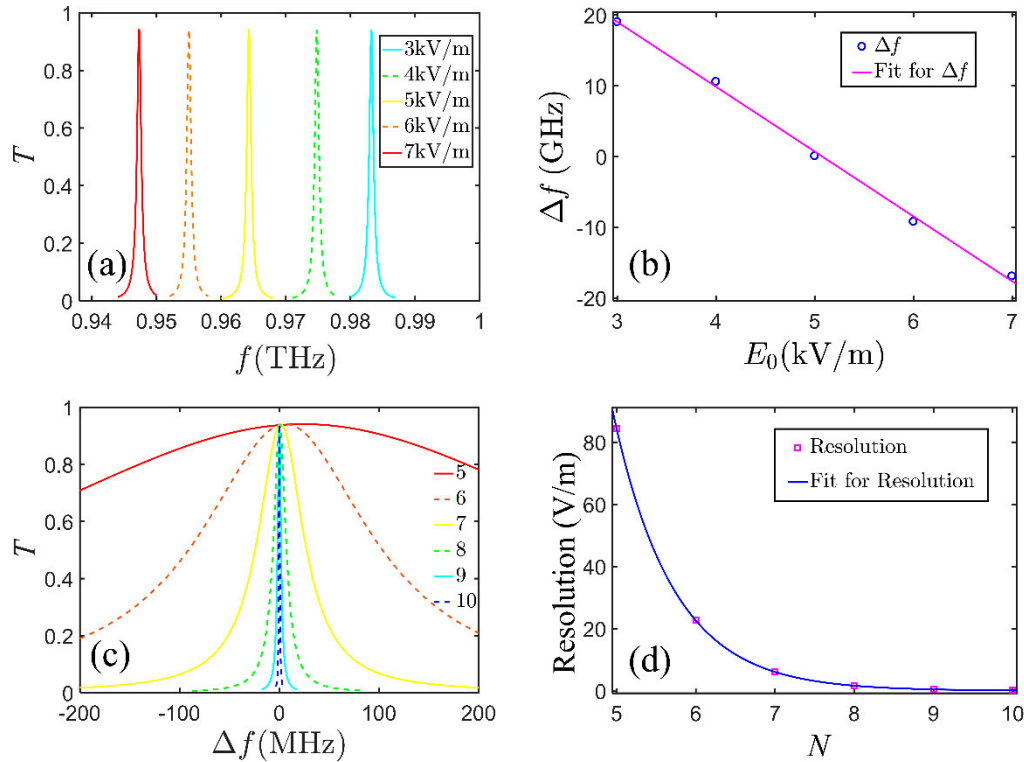 1
0.8
0.6
0.4
0.2
0
T
3kV/m
4kV/m
5kV/m
6kV/m
7kV/m
(a)
0.94 0.95 0.96 0.97 0.98 0.99 1
f(THz)
20
10
0
-10
-20
Δf (GHz)
Δf
Fit for Δf
(b)
3 4 5 6 7
E₀(kV/m)
1
0.8
0.6
0.4
0.2
0
T
5
6
7
8
9
10
(c)
-200 -100 0 100 200
Δf(MHz)
80
60
40
20
0
Resolution (V/m)
Resolution
Fit for Resolution
(d)
5 6 7 8 9 10
N